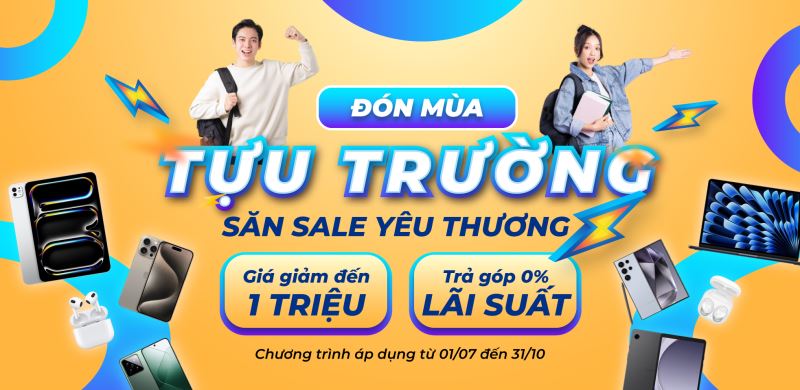 ĐÓN MÙA
TỰU TRƯỜNG
SĂN SALE YÊU THƯƠNG
Giá giảm đến
1 TRIỆU
Trả góp 0%
LÃI SUẤT
Chương trình áp dụng từ 01/07 đến 31/10